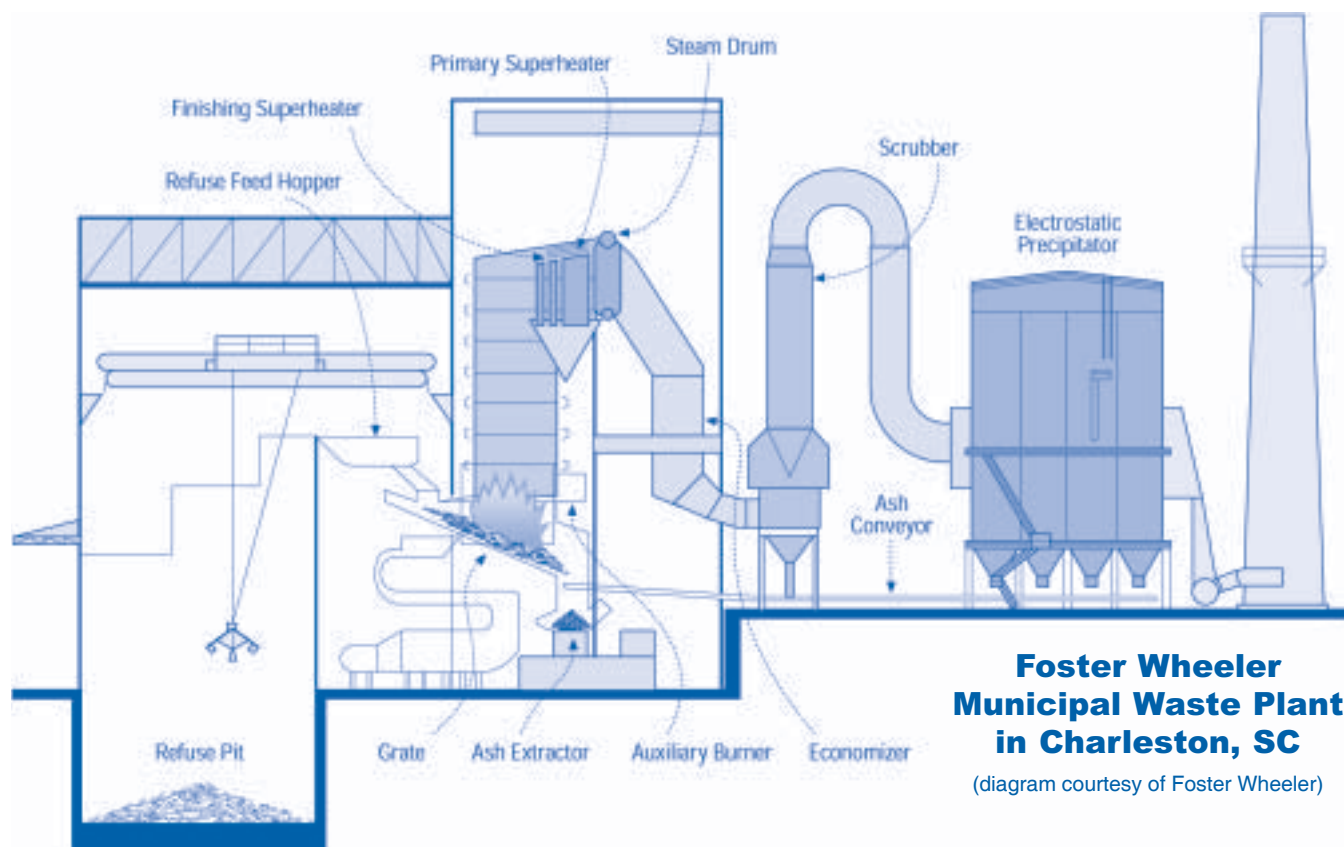 Steam Drum
Primary Superheater
Finishing Superheater
Scrubber
Refuse Feed Hopper
Electrostatic
Precipitator
Ash
Conveyor
Foster Wheeler
Municipal Waste Plant
in Charleston, SC
(diagram courtesy of Foster Wheeler)
Refuse Pit
Grate
Ash Extractor
Auxiliary Burner
Economizer